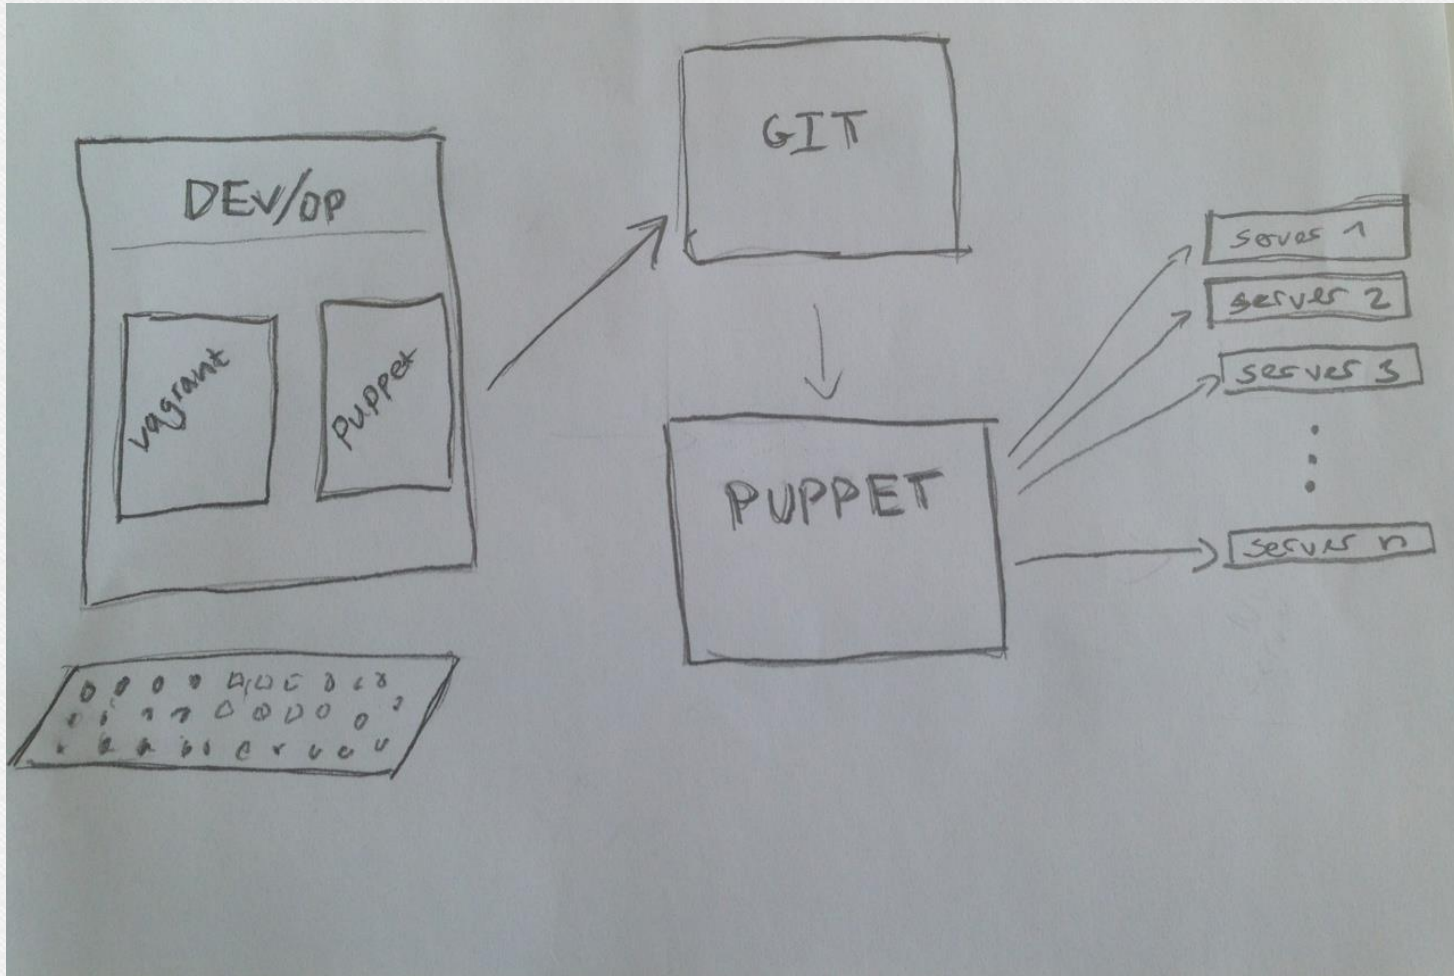 DEV/OP
vagrant
Puppet
GIT
PUPPET
server 1
server 2
server 3
server n